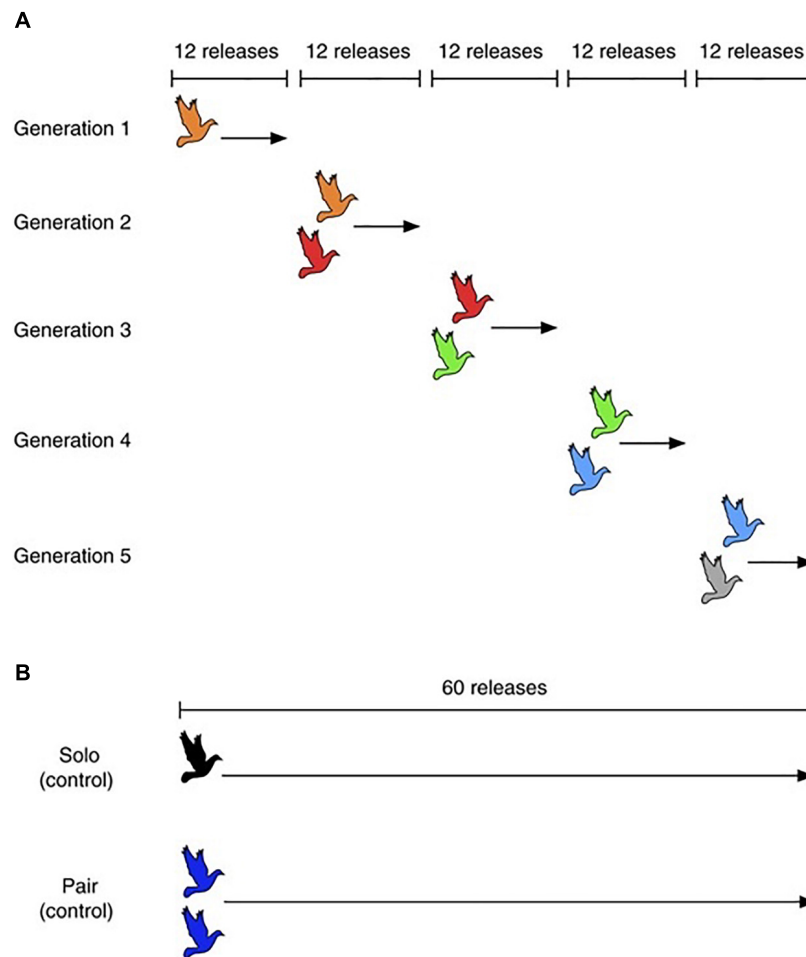 A
12 releases 12 releases 12 releases 12 releases 12 releases
Generation 1
Generation 2
Generation 3
Generation 4
Generation 5
B
60 releases
Solo
(control)
Pair
(control)